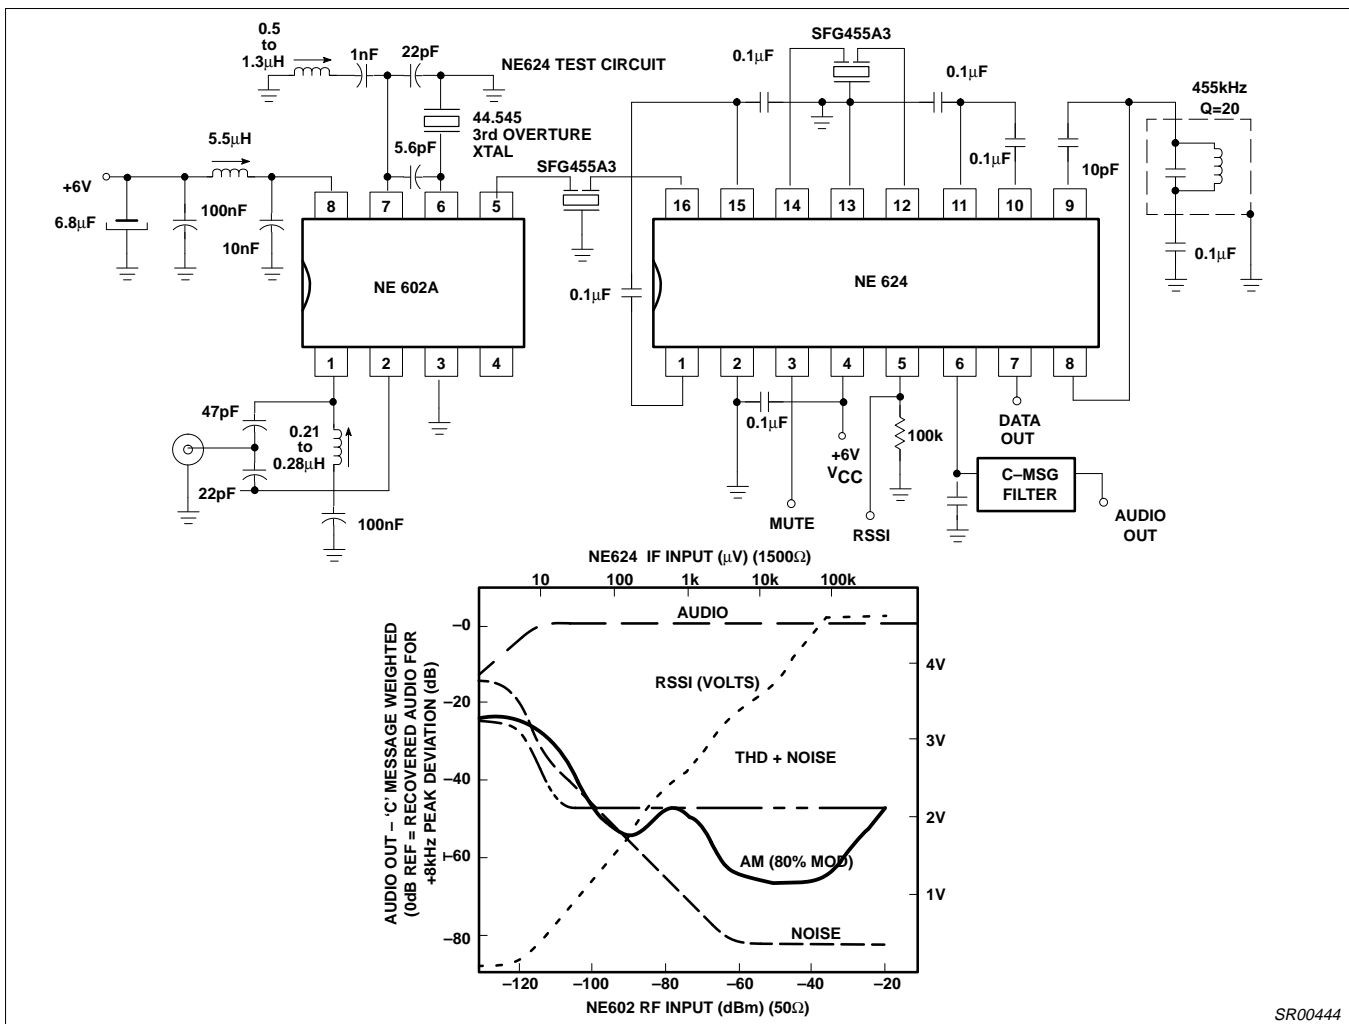 0.5
to
1.3μH
1nF
22pF
NE624 TEST CIRCUIT
44.545
3rd OVERTURE
XTAL
5.6pF
5.5μH
+6V
6.8μF
100nF
10nF
SFG455A3
8
7
6
5
NE 602A
1
2
3
4
47pF
0.21
to
0.28μH
22pF
100nF
0.1μF
SFG455A3
0.1μF
0.1μF
10pF
455kHz
Q=20
0.1μF
0.1μF
16
15
14
13
12
11
10
9
NE 624
1
2
3
4
5
6
7
8
0.1μF
MUTE
+6V
VCC
RSSI
100k
DATA
OUT
C–MSG
FILTER
AUDIO
OUT
NE624 IF INPUT (μV) (1500Ω)
10
100
1k
10k
100k
AUDIO OUT – ‘C’ MESSAGE WEIGHTED
(0dB REF = RECOVERED AUDIO FOR
+8kHz PEAK DEVIATION (dB)
–0
–20
–40
–60
–80
AUDIO
RSSI (VOLTS)
THD + NOISE
AM (80% MOD)
NOISE
4V
3V
2V
1V
–120
–100
–80
–60
–40
–20
NE602 RF INPUT (dBm) (50Ω)
SR00444